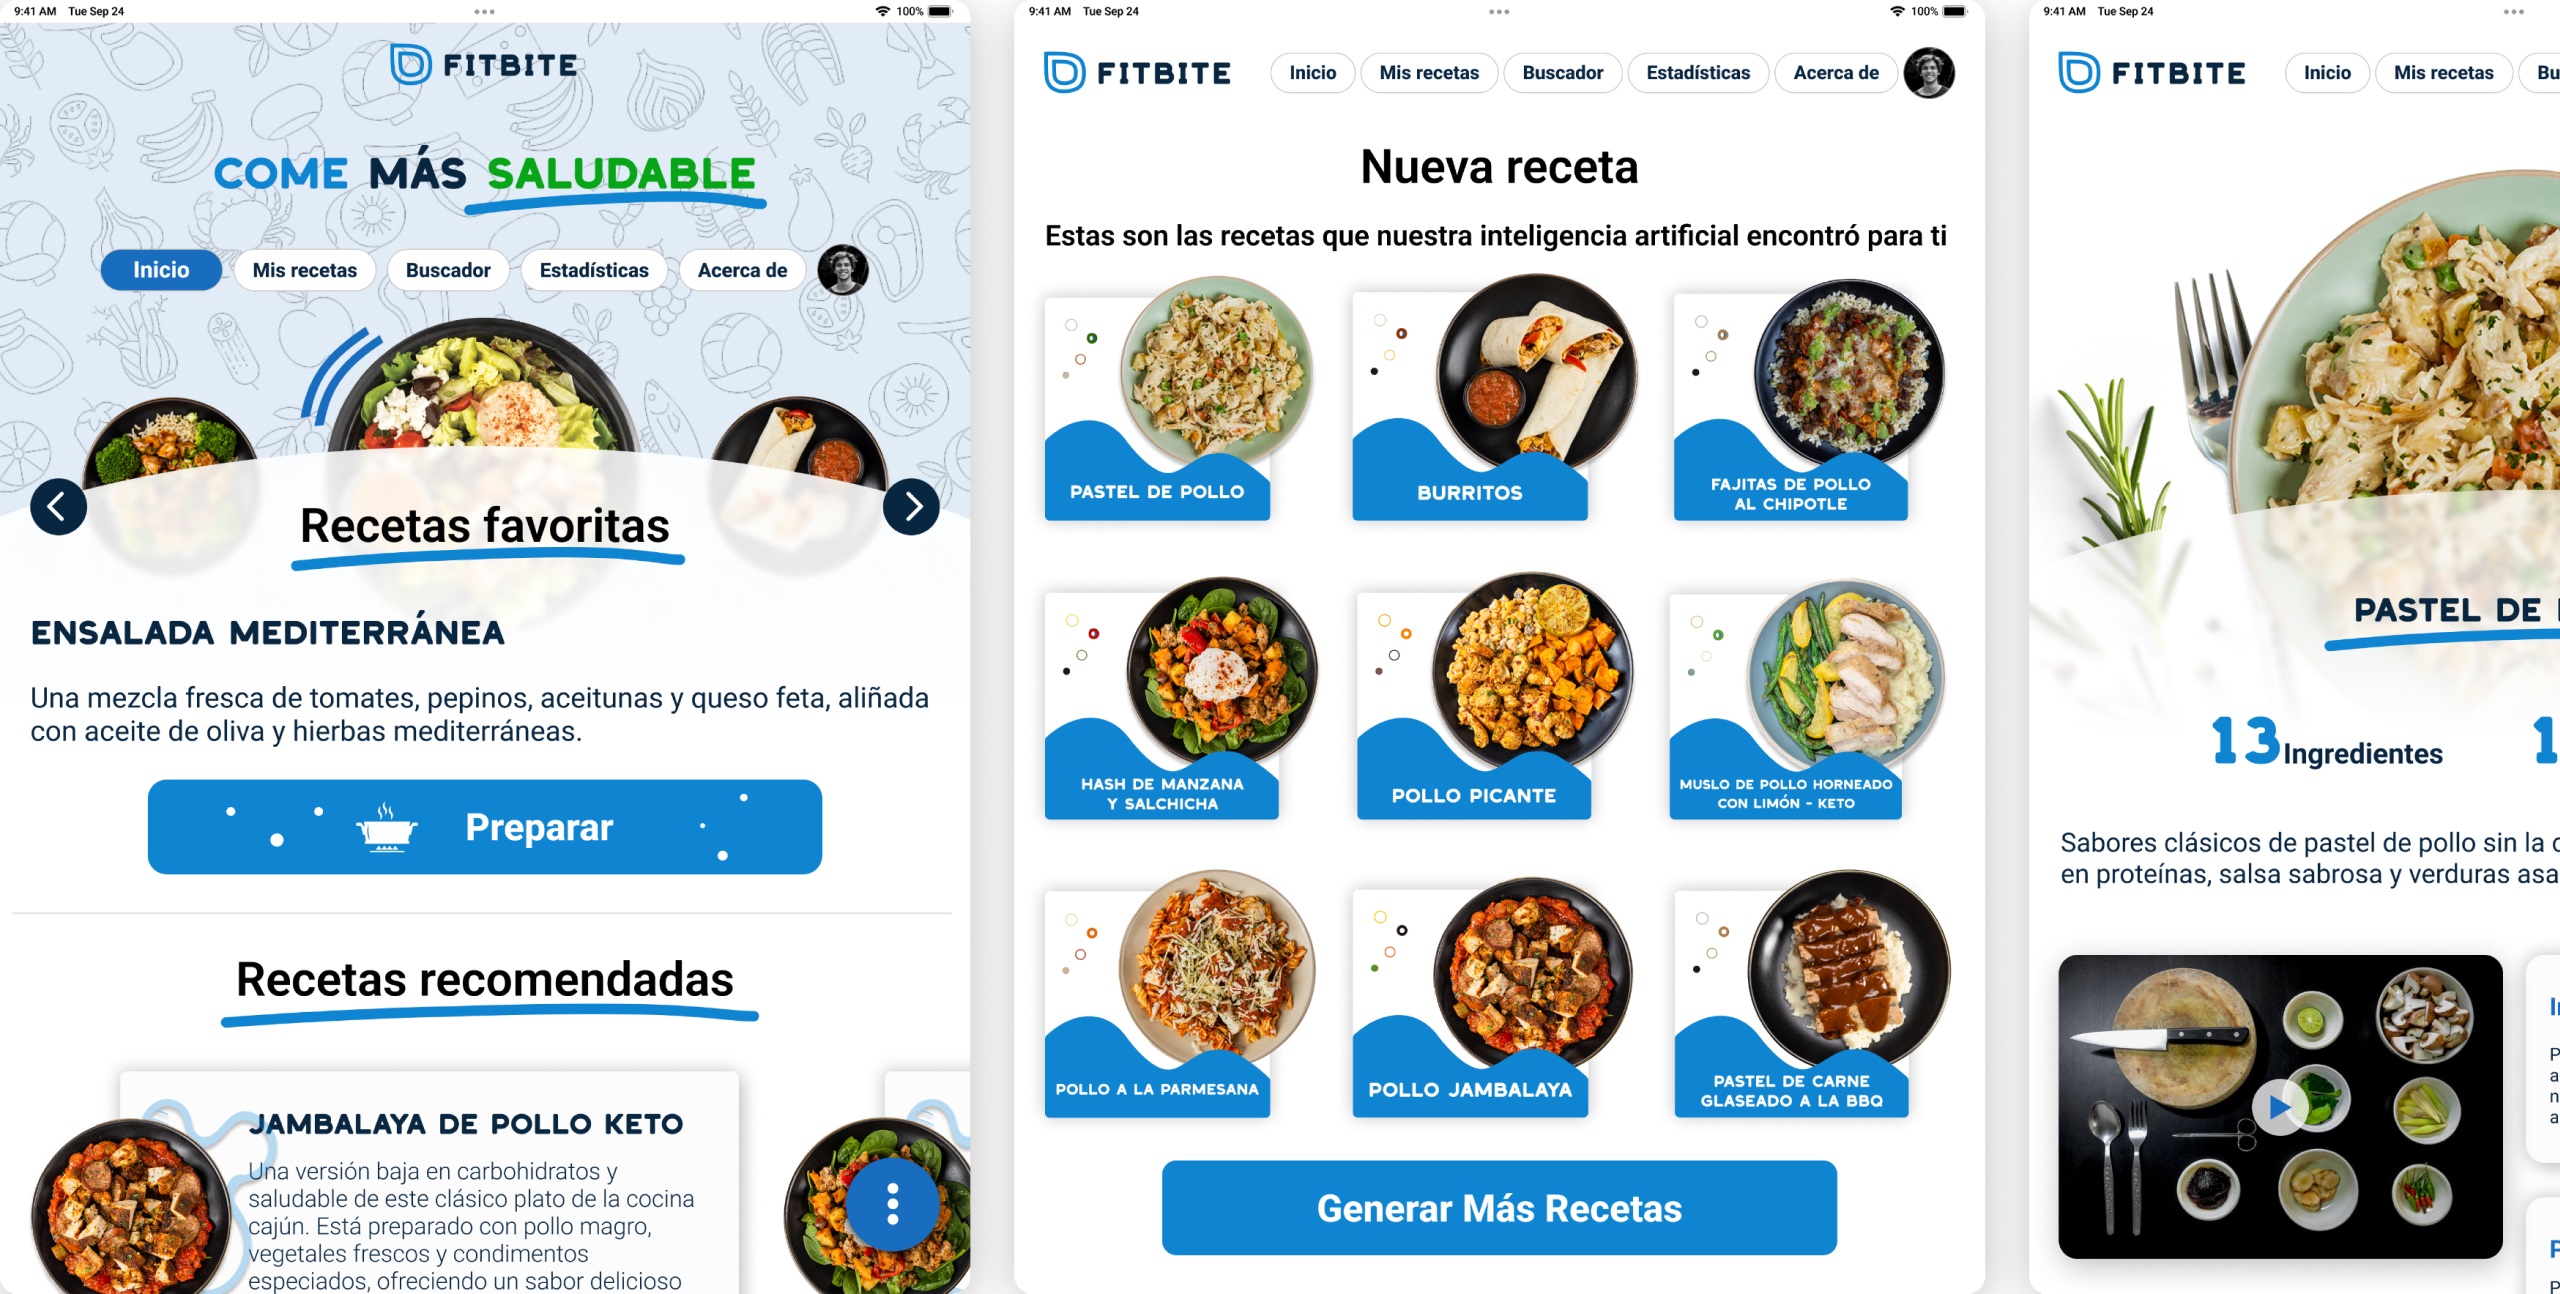 9:41 AM Tue Sep 24
100%
FITBITE
COME MÁS SALUDABLE
Inicio
Mis recetas
Buscador
Estadísticas
Acerca de
Recetas favoritas
ENSALADA MEDITERRÁNEA
Una mezcla fresca de tomates, pepinos, aceitunas y queso feta, aliñada
con aceite de oliva y hierbas mediterráneas.
Preparar
Recetas recomendadas
JAMBALAYA DE POLLO KETO
Una versión baja en carbohidratos y
saludable de este clásico plato de la cocina
cajún. Está preparado con pollo magro,
vegetales frescos y condimentos
especiados, ofreciendo un sabor delicioso
9:41 AM Tue Sep 24
100%
FITBITE
Inicio
Mis recetas
Buscador
Estadísticas
Acerca de
Nueva receta
Estas son las recetas que nuestra inteligencia artificial encontró para ti
PASTEL DE POLLO
BURRITOS
FAJITAS DE POLLO
AL CHIPOTLE
HASH DE MANZANA
Y SALCHICHA
POLLO PICANTE
MUSLO DE POLLO HORNEADO
CON LIMÓN - KETO
POLLO A LA PARMESANA
POLLO JAMBALAYA
PASTEL DE CARNE
GLASEADO A LA BBQ
Generar Más Recetas
9:41 AM Tue Sep 24
FITBITE
Inicio
Mis recetas
Bu
PASTEL DE
13 Ingredientes
1
Sabores clásicos de pastel de pollo sin la
en proteínas, salsa sabrosa y verduras asa